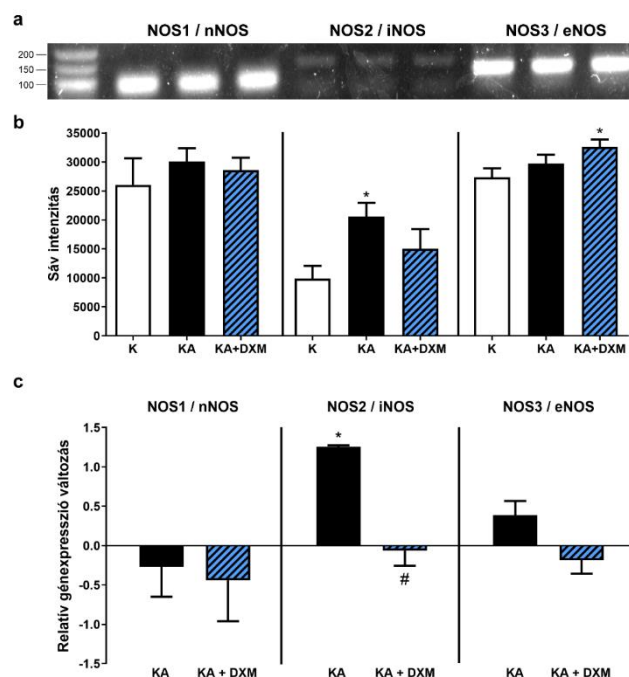 a
NOS1 / nNOS NOS2 / iNOS NOS3 / eNOS
200
150
100
b
35000
30000
25000
20000
15000
10000
5000
0
Sáv intenzitás
* *
K KA KA+DXM K KA KA+DXM K KA KA+DXM
c
NOS1 / nNOS NOS2 / iNOS NOS3 / eNOS
1.5
1.0
0.5
0.0
-0.5
-1.0
-1.5
Relatív génexpresszió változás
*
#
KA KA + DXM KA KA + DXM KA KA + DXM